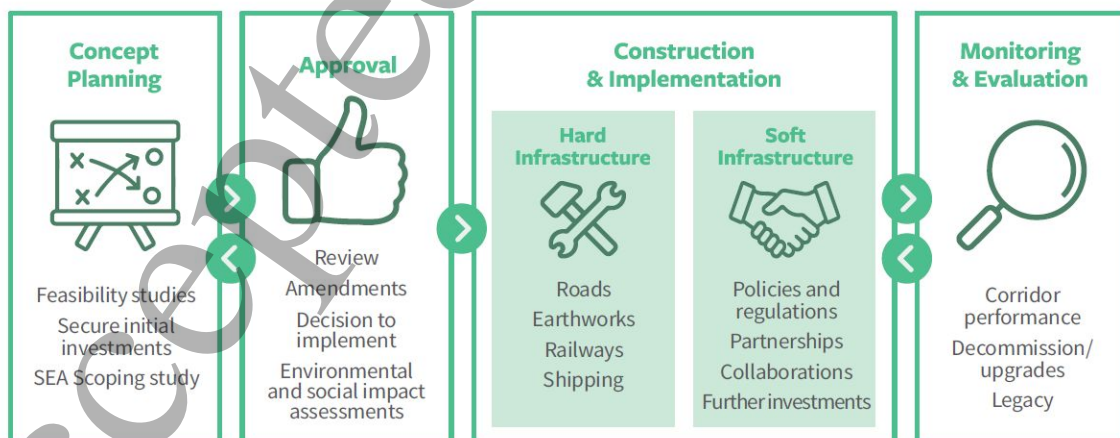 Concept
Planning
Feasibility studies
Secure initial
investments
SEA Scoping study
Approval
Review
Amendments
Decision to
implement
Environmental
and social impact
assessments
Construction
& Implementation
Hard
Infrastructure
Roads
Earthworks
Railways
Shipping
Soft
Infrastructure
Policies and
regulations
Partnerships
Collaborations
Further investments
Monitoring
& Evaluation
Corridor
performance
Decommission/
upgrades
Legacy